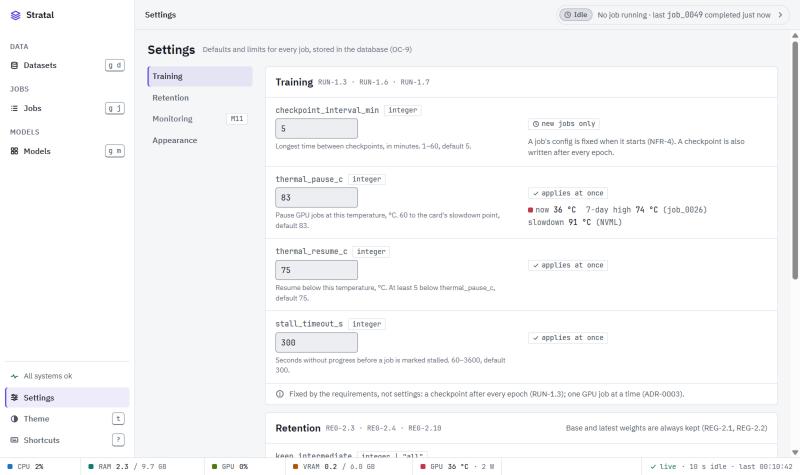 Stratal
Settings
Idle No job running · last job_0049 completed just now
DATA
Datasets g d
JOBS
Jobs g j
MODELS
Models g m
All systems ok
Settings
Theme t
Shortcuts ?
Settings Defaults and limits for every job, stored in the database (OC-9)
Training
Retention
Monitoring M11
Appearance
Training RUN-1.3 · RUN-1.6 · RUN-1.7
checkpoint_interval_min integer
5
Longest time between checkpoints, in minutes. 1–60, default 5.
new jobs only
A job's config is fixed when it starts (NFR-4). A checkpoint is also
written after every epoch.
thermal_pause_c integer
83
Pause GPU jobs at this temperature, °C. 60 to the card's slowdown point,
default 83.
applies at once
now 36 °C 7-day high 74 °C (job_0026)
slowdown 91 °C (NVML)
thermal_resume_c integer
75
Resume below this temperature, °C. At least 5 below thermal_pause_c,
default 75.
applies at once
stall_timeout_s integer
300
Seconds without progress before a job is marked stalled. 60–3600, default
300.
applies at once
Fixed by the requirements, not settings: a checkpoint after every epoch (RUN-1.3); one GPU job at a time (ADR-0003).
Retention REG-2.3 · REG-2.4 · REG-2.10 Base and latest weights are always kept (REG-2.1, REG-2.2)
keep_intermediate integer | "all"
CPU 2% RAM 2.3 / 9.7 GB GPU 0% VRAM 0.2 / 6.0 GB GPU 36 °C · 2 W live · 10 s idle · last 00:10:42